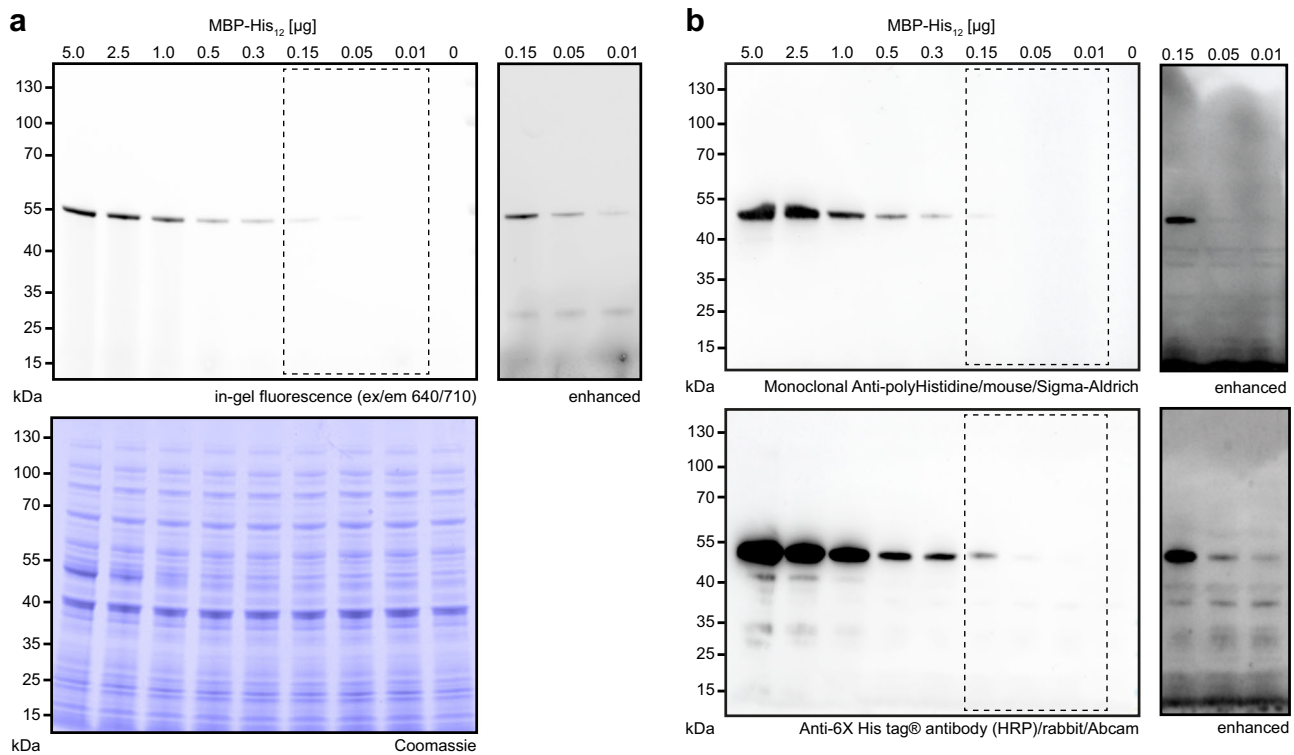 a
MBP-His12 [µg]
5.0 2.5 1.0 0.5 0.3 0.15 0.05 0.01 0
0.15 0.05 0.01
130
100
70
55
40
35
25
15
kDa
in-gel fluorescence (ex/em 640/710)
enhanced
130
100
70
55
40
35
25
15
kDa
Coomassie
b
MBP-His12 [µg]
5.0 2.5 1.0 0.5 0.3 0.15 0.05 0.01 0
0.15 0.05 0.01
130
100
70
55
40
35
25
15
kDa
Monoclonal Anti-polyHistidine/mouse/Sigma-Aldrich
enhanced
130
100
70
55
40
35
25
15
kDa
Anti-6X His tag® antibody (HRP)/rabbit/Abcam
enhanced